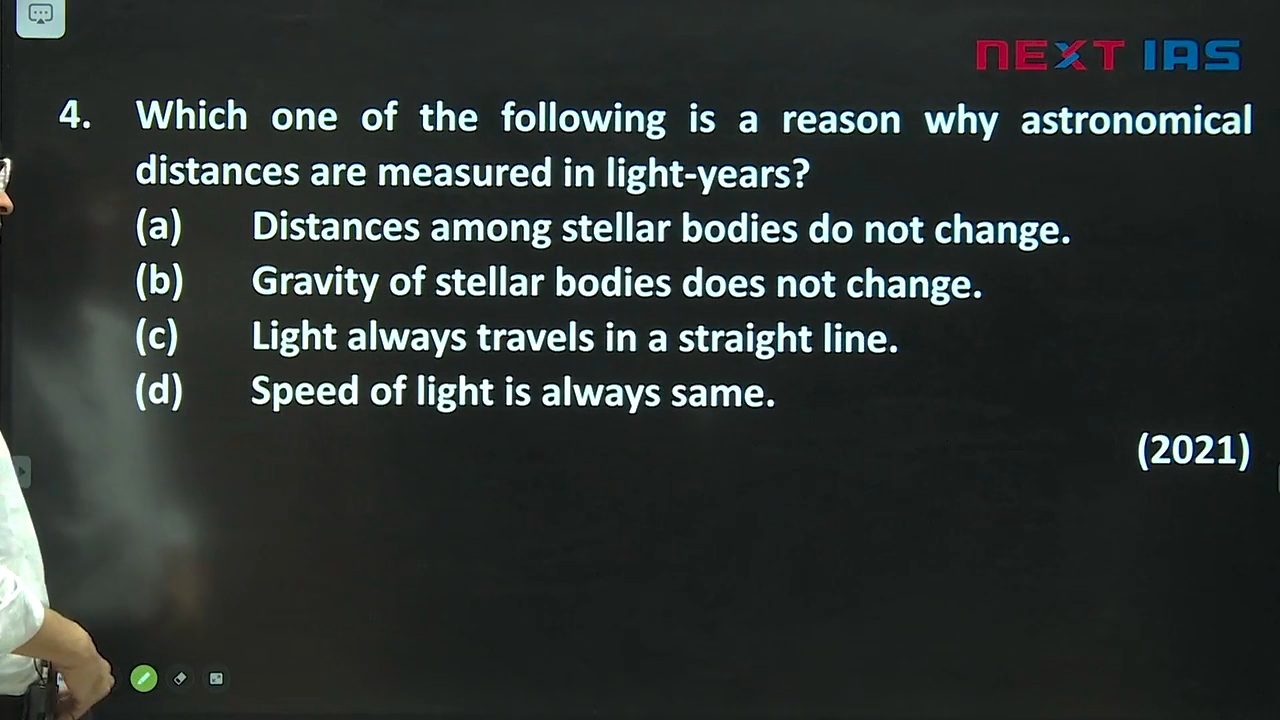 NEXT IAS
4. Which one of the following is a reason why astronomical
distances are measured in light-years?
(a) Distances among stellar bodies do not change.
(b) Gravity of stellar bodies does not change.
(c) Light always travels in a straight line.
(d) Speed of light is always same.
(2021)